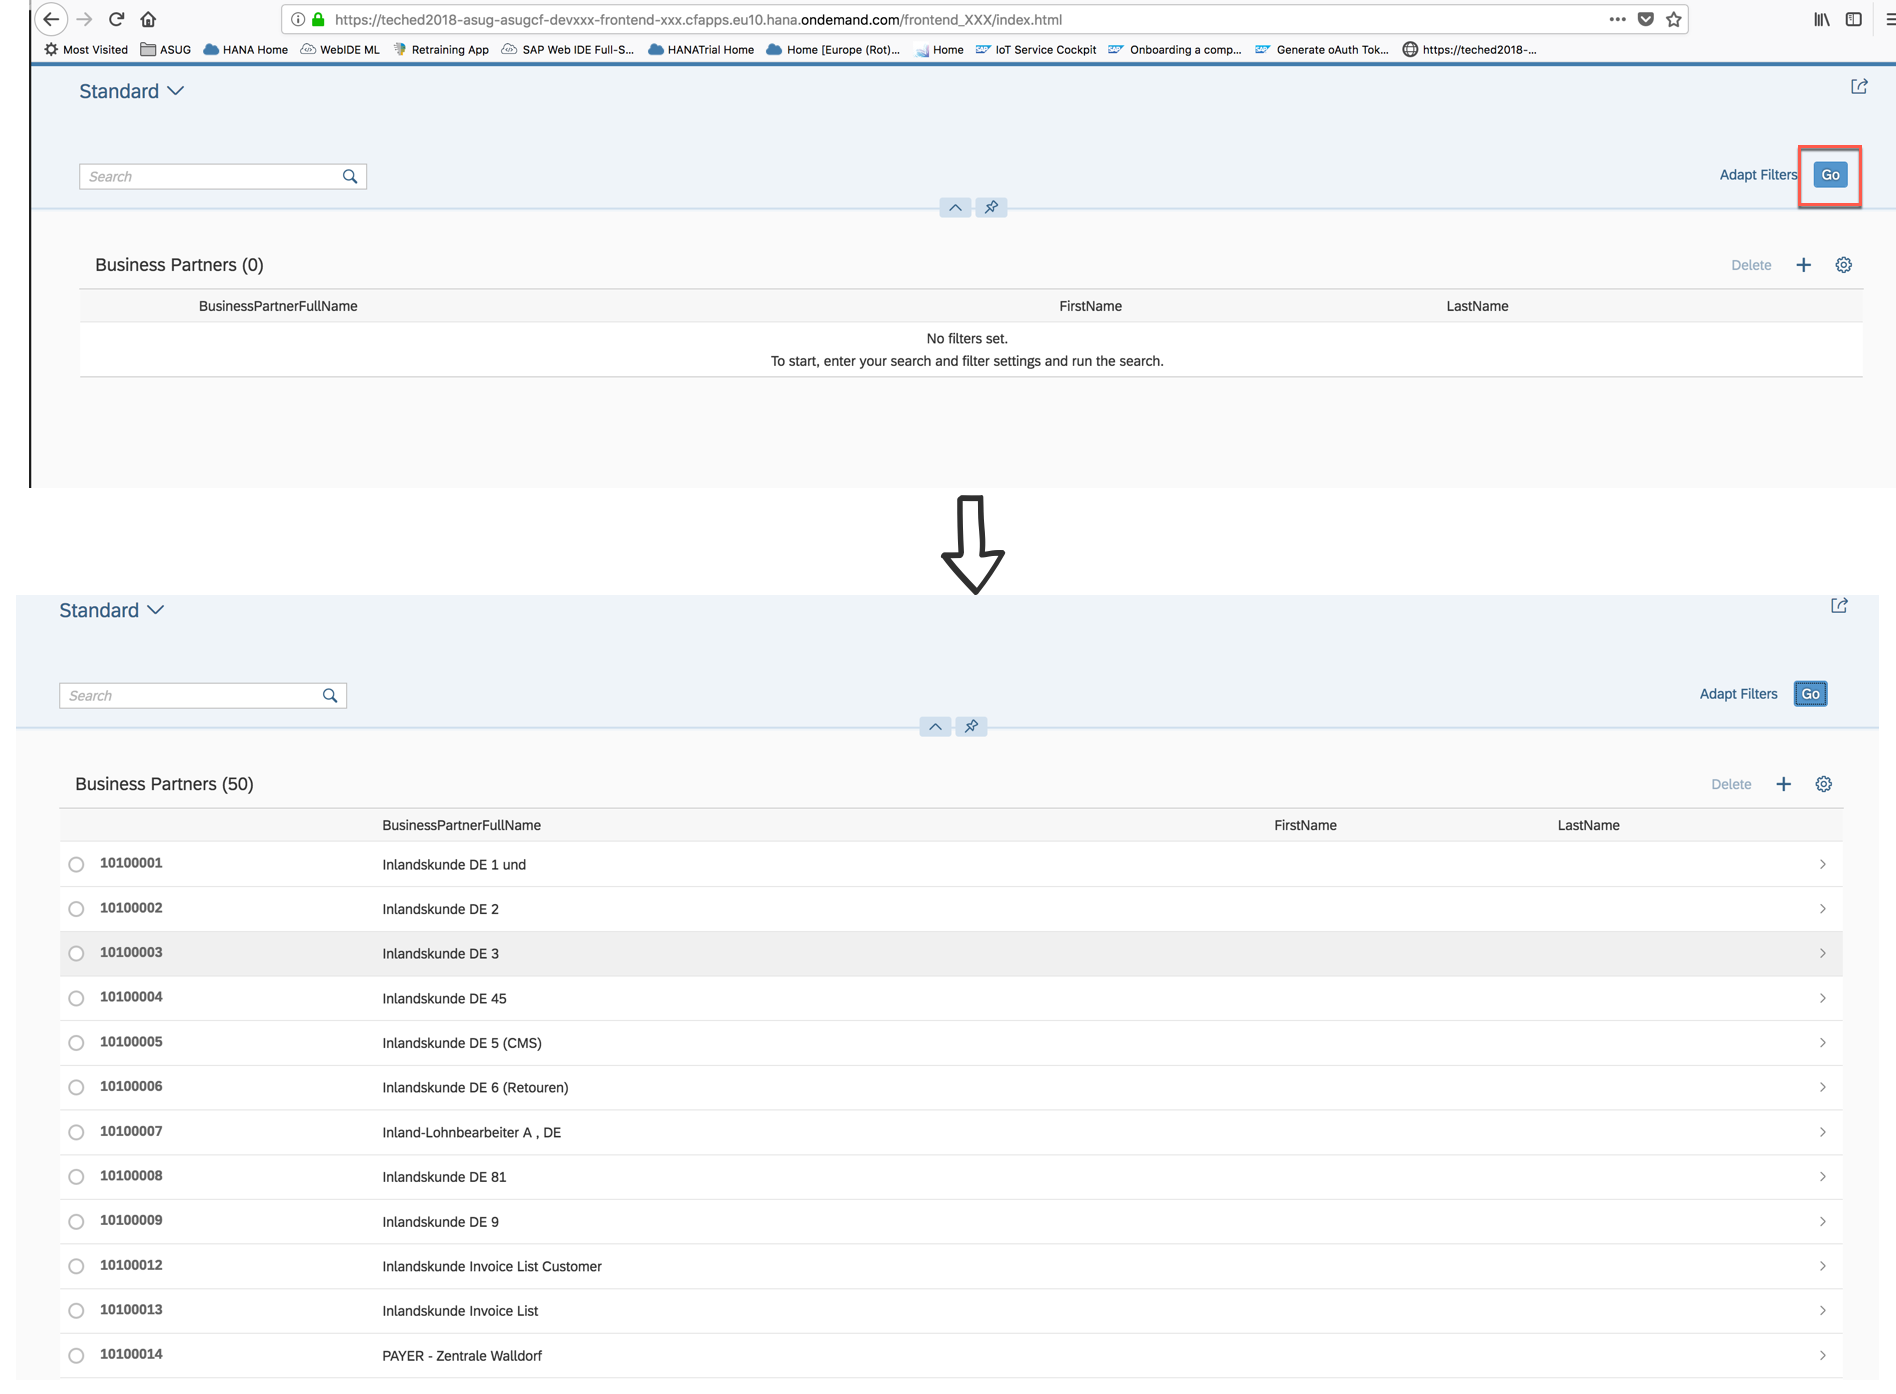 https://teched2018-asug-asugcf-devxxx-frontend-xxx.cfapps.eu10.hana.ondemand.com/frontend_XXX/index.html
Most Visited ASUG HANA Home WebIDE ML Retraining App SAP Web IDE Full-S... HANATrial Home Home [Europe (Rot)... Home IoT Service Cockpit Onboarding a comp... Generate oAuth Tok... https://teched2018-...
Standard
Search
Adapt Filters Go
Business Partners (0)
Delete
BusinessPartnerFullName FirstName LastName
No filters set.
To start, enter your search and filter settings and run the search.
Standard
Search
Adapt Filters Go
Business Partners (50)
Delete
BusinessPartnerFullName FirstName LastName
10100001 Inlandskunde DE 1 und
10100002 Inlandskunde DE 2
10100003 Inlandskunde DE 3
10100004 Inlandskunde DE 45
10100005 Inlandskunde DE 5 (CMS)
10100006 Inlandskunde DE 6 (Retouren)
10100007 Inland-Lohnbearbeiter A , DE
10100008 Inlandskunde DE 81
10100009 Inlandskunde DE 9
10100012 Inlandskunde Invoice List Customer
10100013 Inlandskunde Invoice List
10100014 PAYER - Zentrale Walldorf